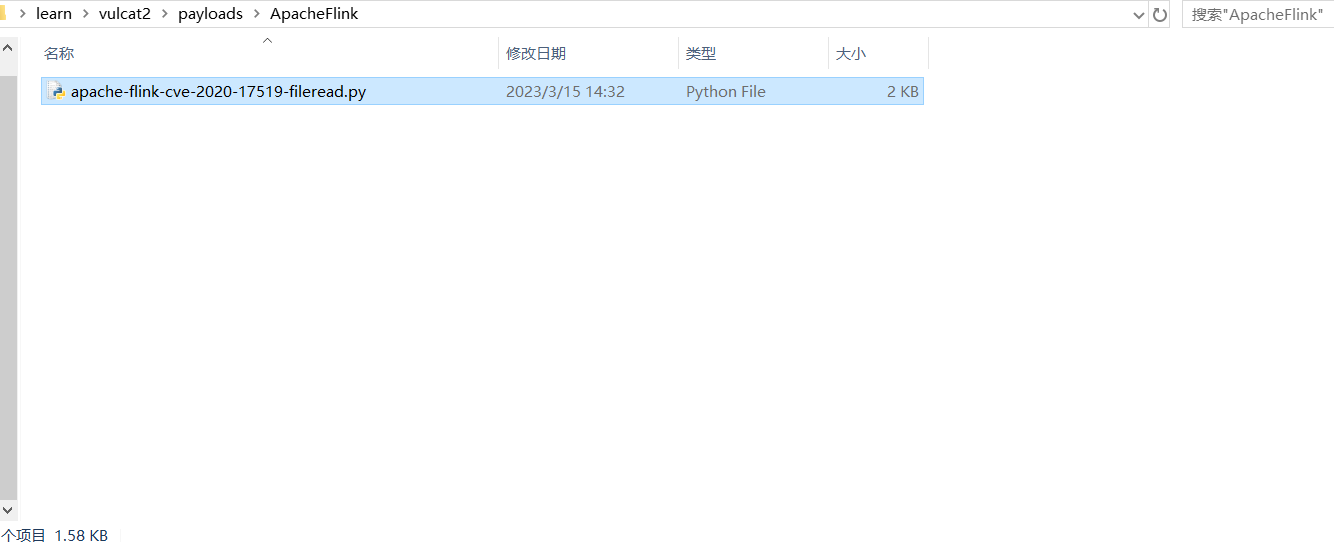 learn vulcat2 payloads ApacheFlink 搜索"ApacheFlink"
名称 修改日期 类型 大小
apache-flink-cve-2020-17519-fileread.py 2023/3/15 14:32 Python File 2 KB
个项目 1.58 KB